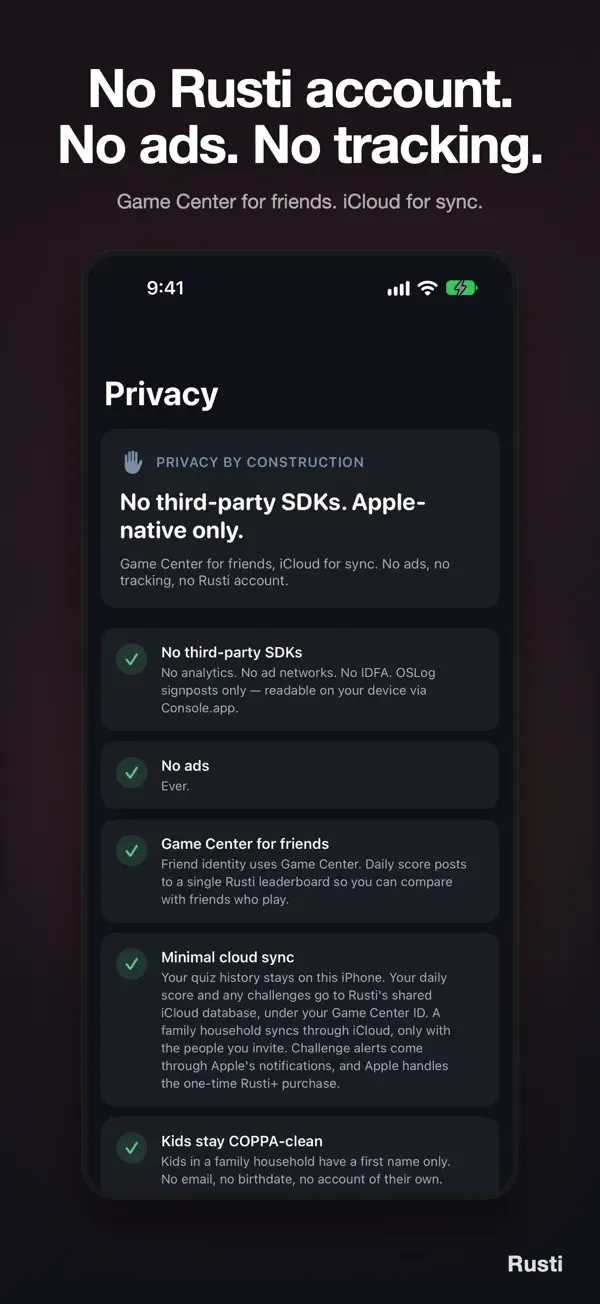 No Rusti account.
No ads. No tracking.
Game Center for friends. iCloud for sync.
9:41
Privacy
PRIVACY BY CONSTRUCTION
No third-party SDKs. Apple-
native only.
Game Center for friends, iCloud for sync. No ads, no
tracking, no Rusti account.
No third-party SDKs
No analytics. No ad networks. No IDFA. OSLog
signposts only — readable on your device via
Console.app.
No ads
Ever.
Game Center for friends
Friend identity uses Game Center. Daily score posts
to a single Rusti leaderboard so you can compare
with friends who play.
Minimal cloud sync
Your quiz history stays on this iPhone. Your daily
score and any challenges go to Rusti's shared
iCloud database, under your Game Center ID. A
family household syncs through iCloud, only with
the people you invite. Challenge alerts come
through Apple's notifications, and Apple handles
the one-time Rusti+ purchase.
Kids stay COPPA-clean
Kids in a family household have a first name only.
No email, no birthdate, no account of their own.
Rusti